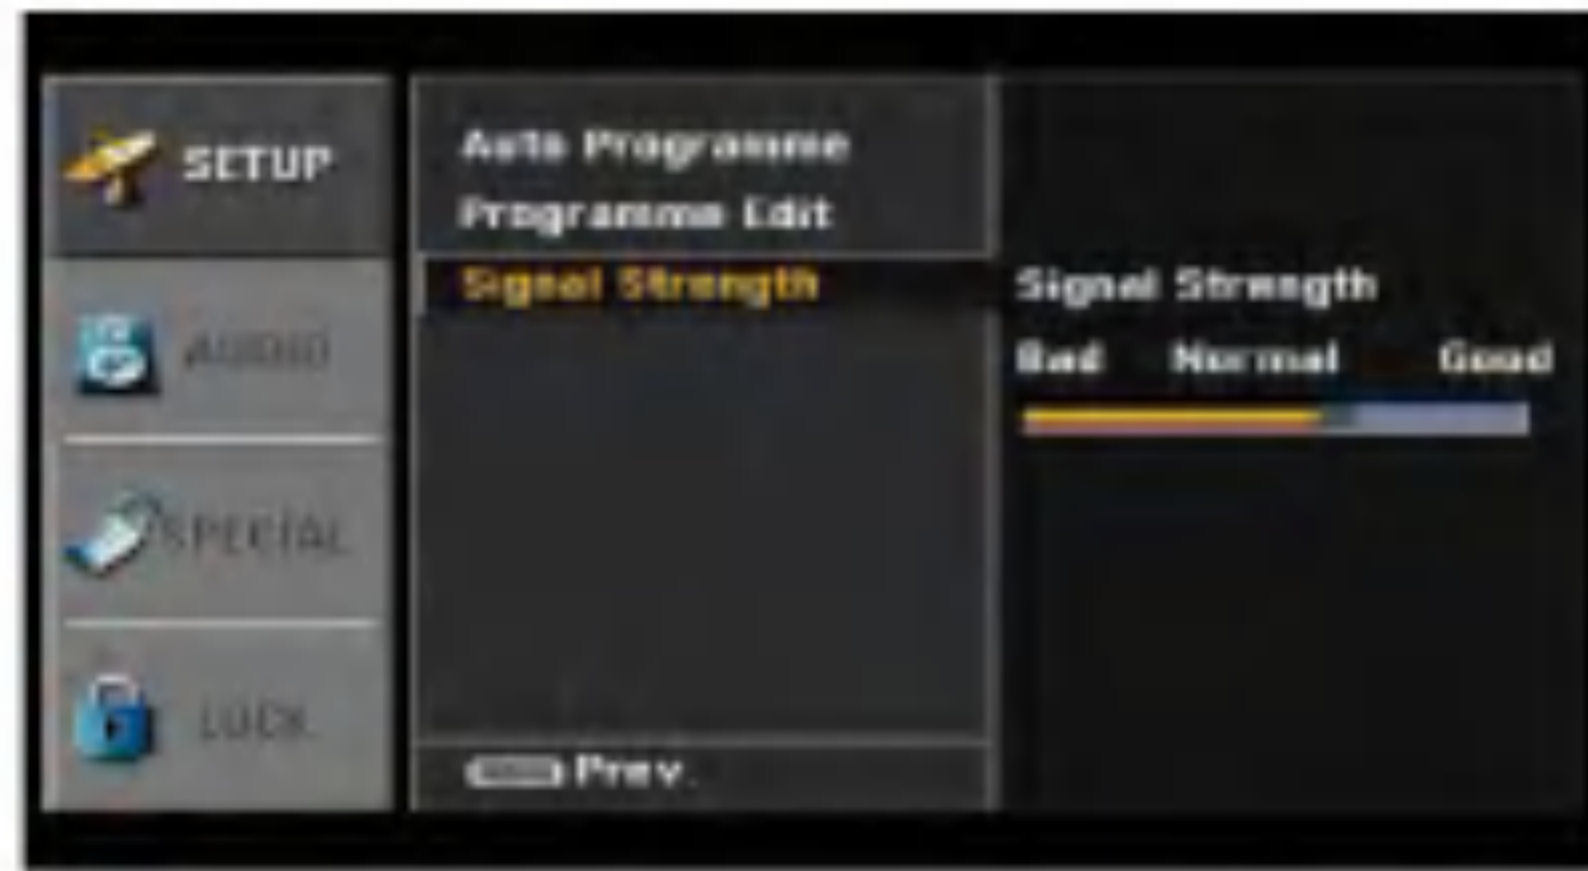 SETUP
AUDIO
SPECIAL
LOCK
Auto Programme
Programme Edit
Signal Strength
Prev.
Signal Strength
Bad Normal Good